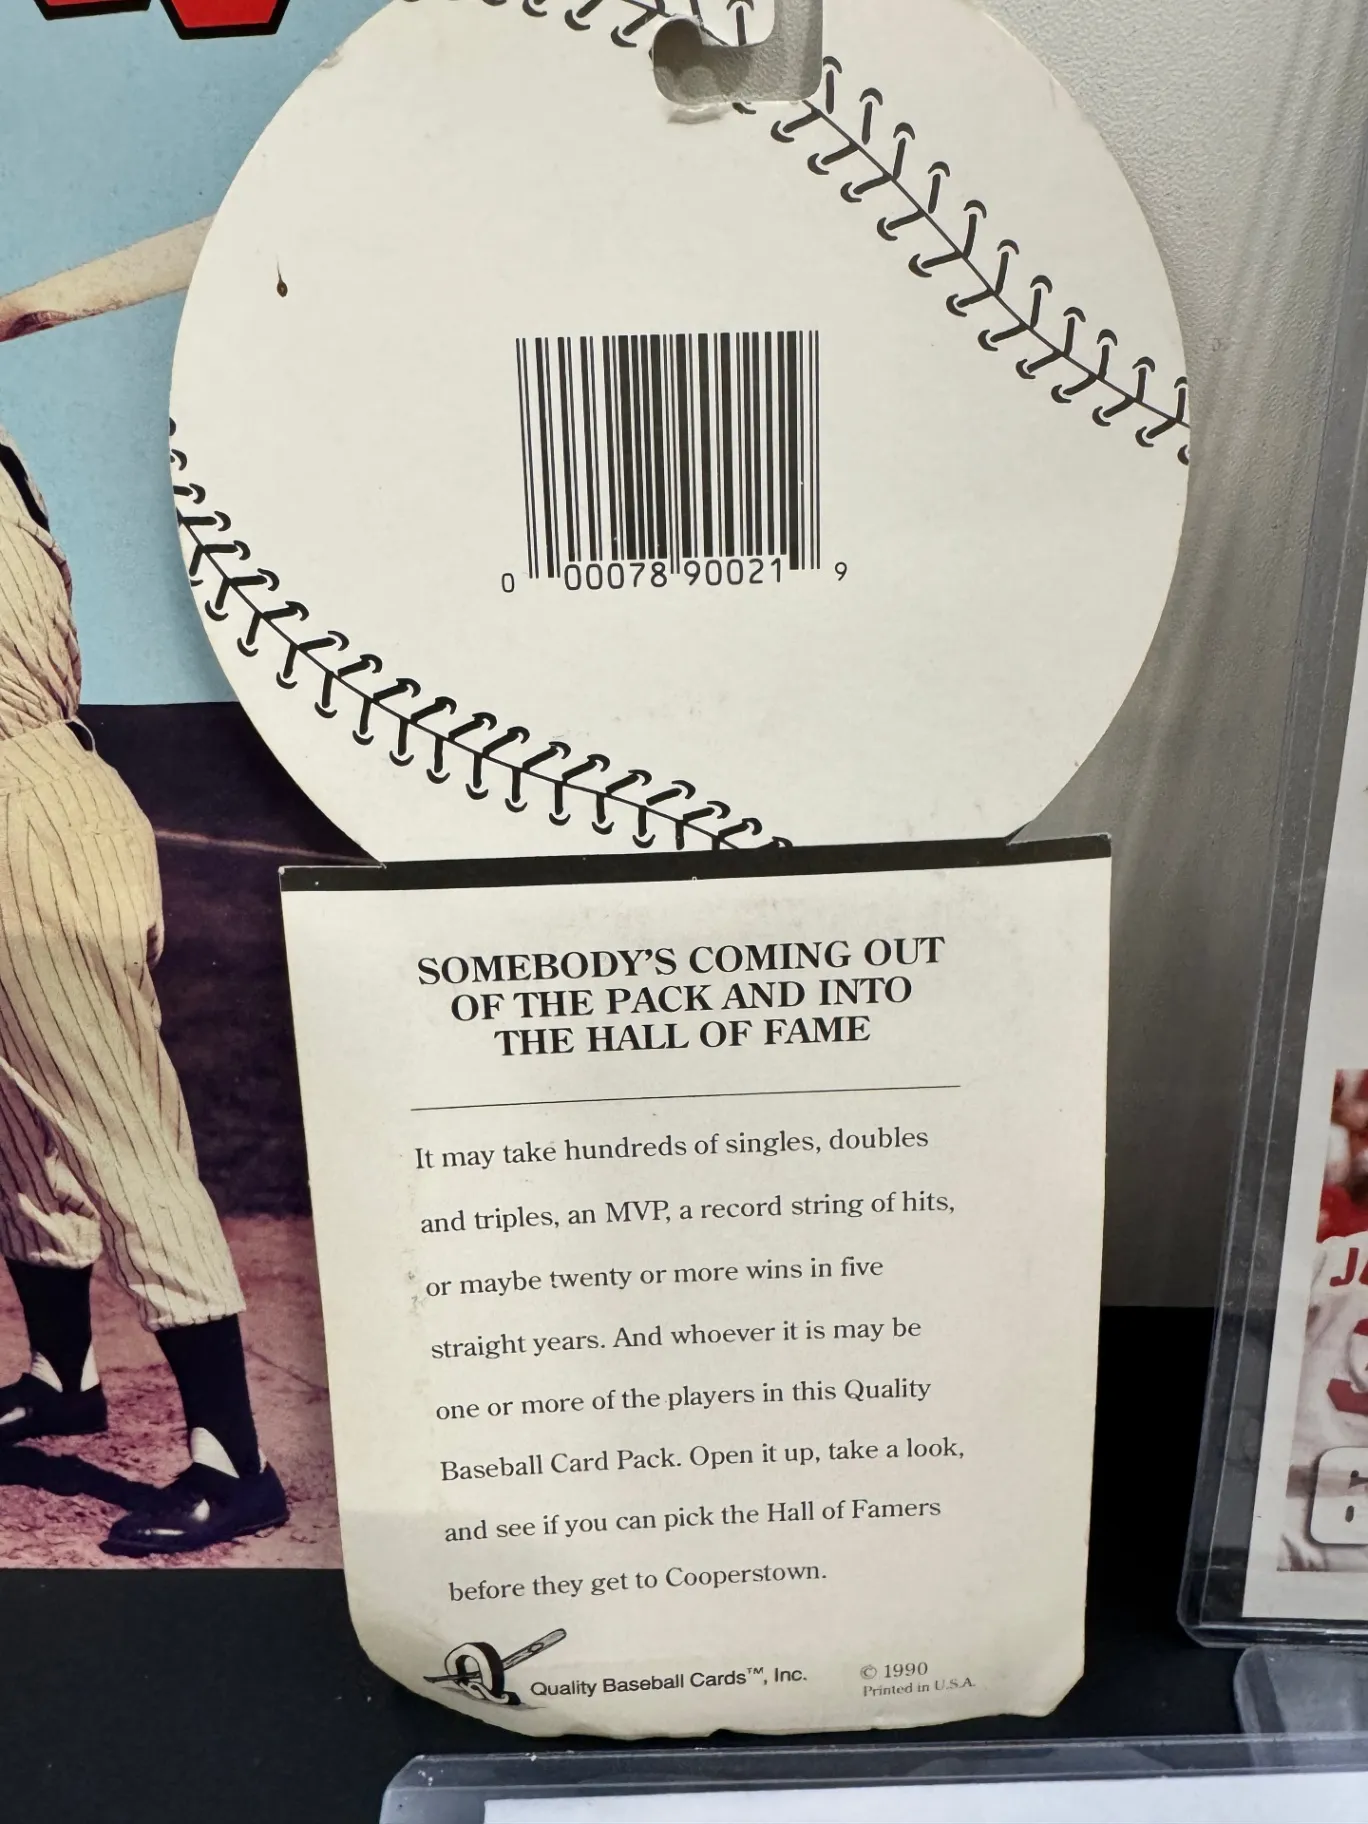 0 00078 90021 9
SOMEBODY'S COMING OUT
OF THE PACK AND INTO
THE HALL OF FAME
It may take hundreds of singles, doubles
and triples, an MVP, a record string of hits,
or maybe twenty or more wins in five
straight years. And whoever it is may be
one or more of the players in this Quality
Baseball Card Pack. Open it up, take a look,
and see if you can pick the Hall of Famers
before they get to Cooperstown.
Q Quality Baseball Cards™, Inc.
© 1990
Printed in U.S.A.